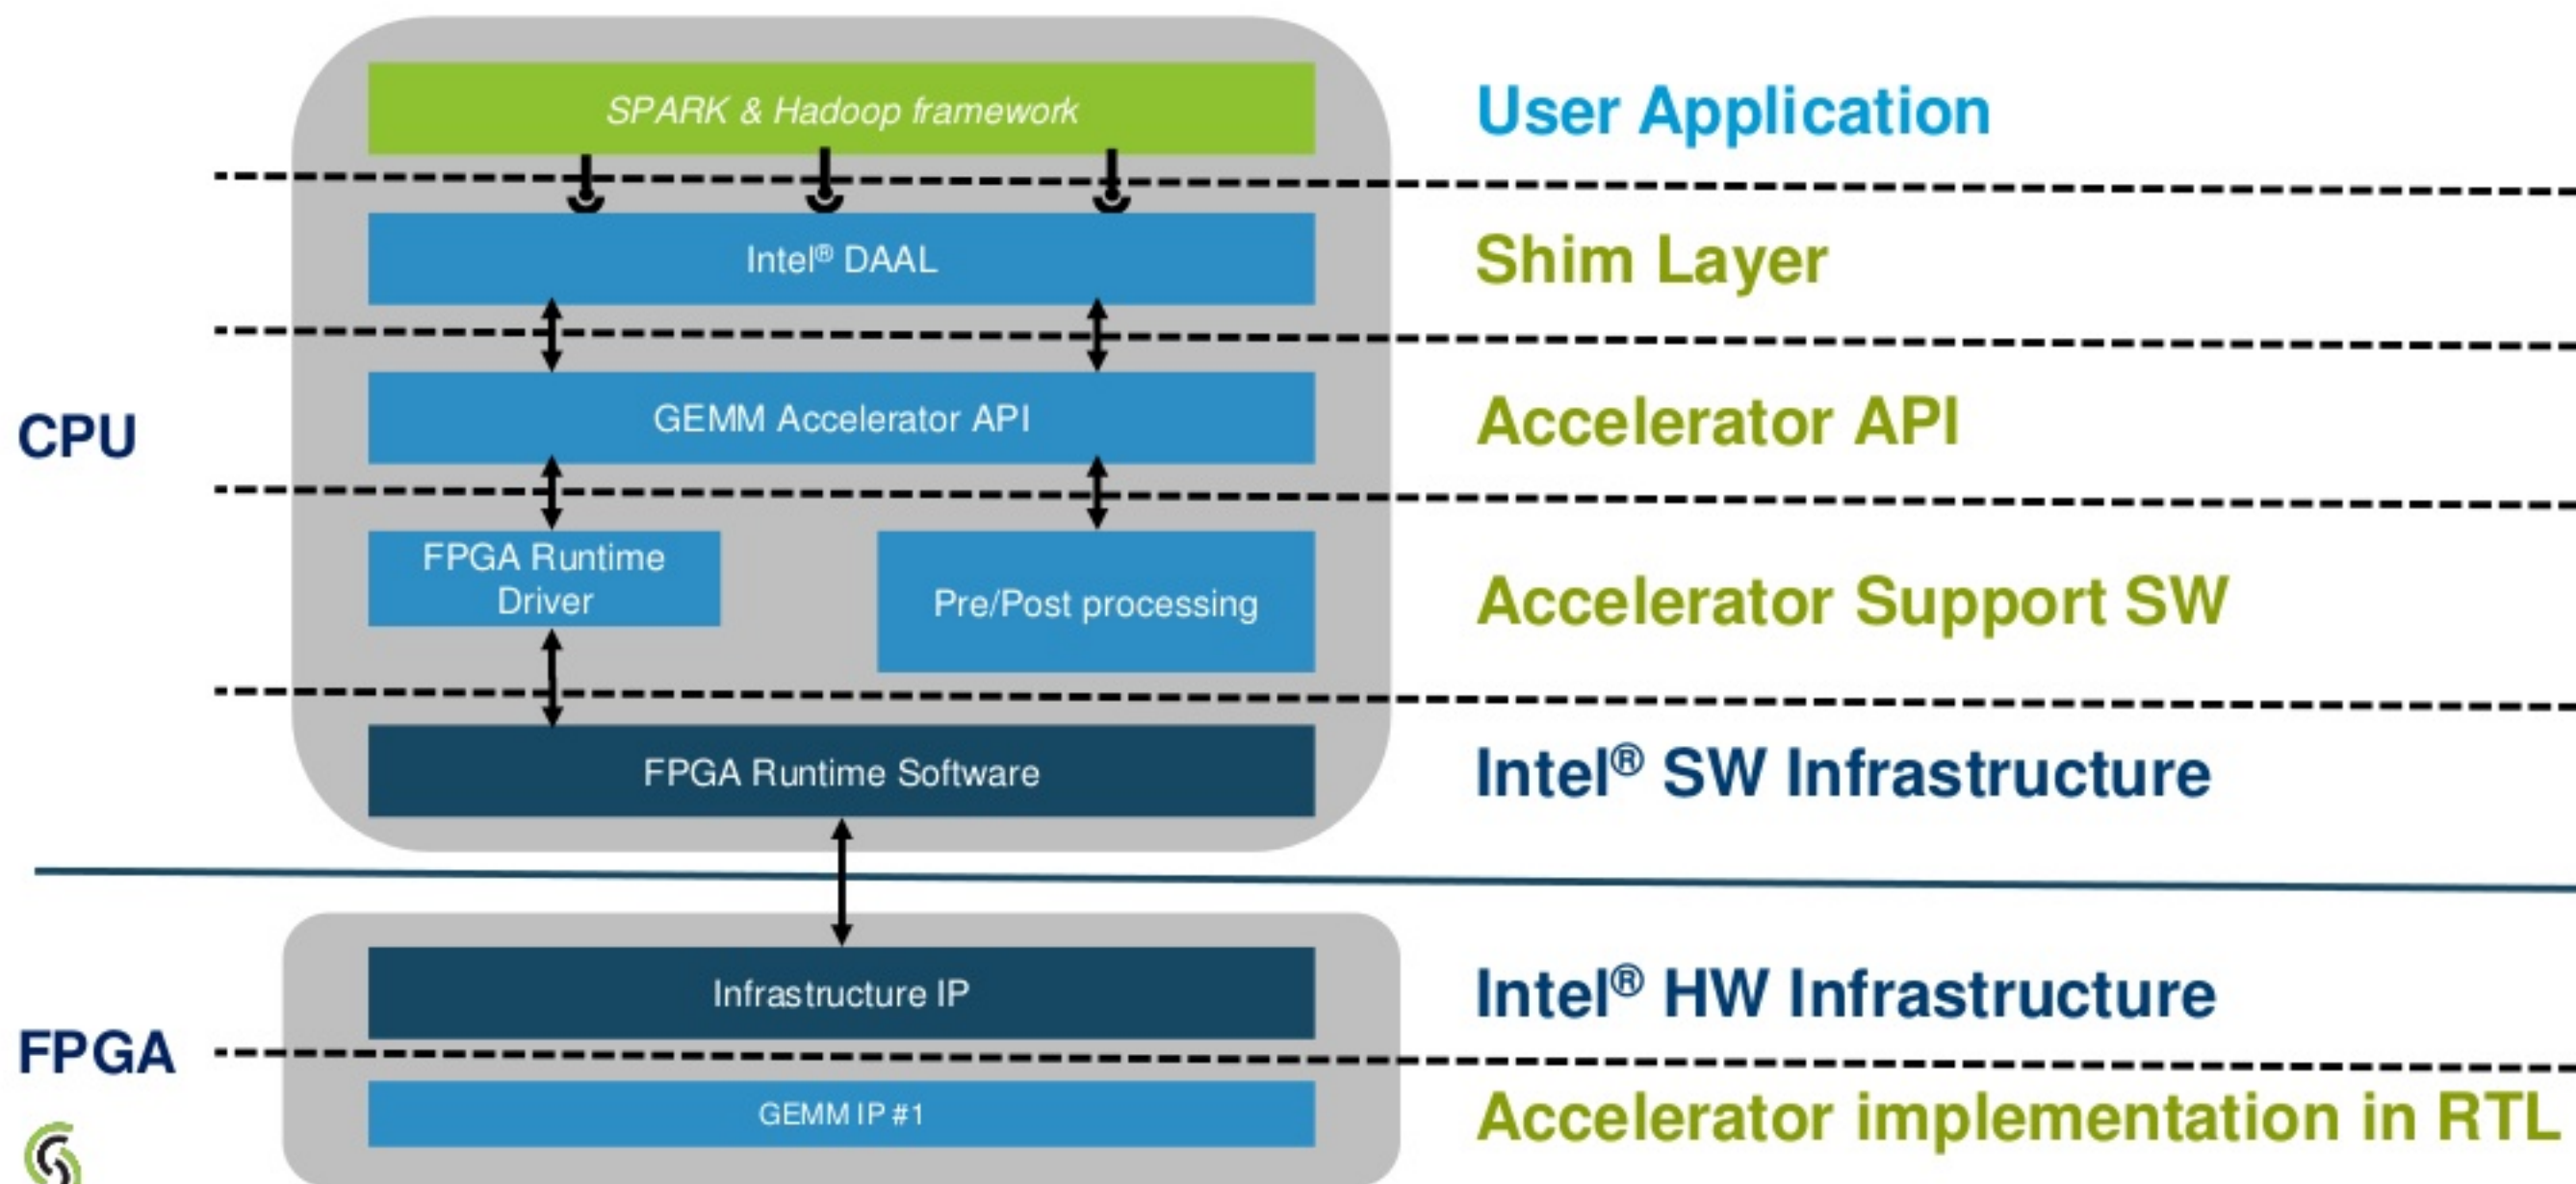 SPARK & Hadoop framework
User Application
Intel® DAAL
Shim Layer
CPU
GEMM Accelerator API
Accelerator API
FPGA Runtime
Driver
Pre/Post processing
Accelerator Support SW
FPGA Runtime Software
Intel® SW Infrastructure
FPGA
Infrastructure IP
Intel® HW Infrastructure
GEMM IP #1
Accelerator implementation in RTL